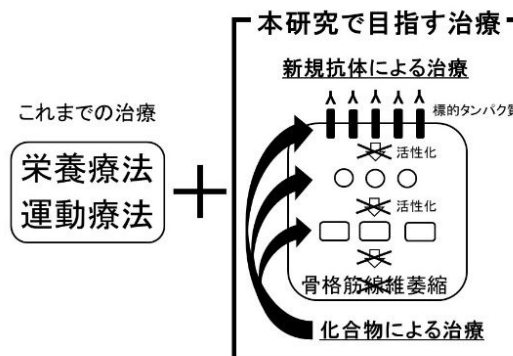 本研究で目指す治療
新規抗体による治療
標的タンパク質
これまでの治療
栄養療法
運動療法
活性化
活性化
骨格筋線維萎縮
化合物による治療